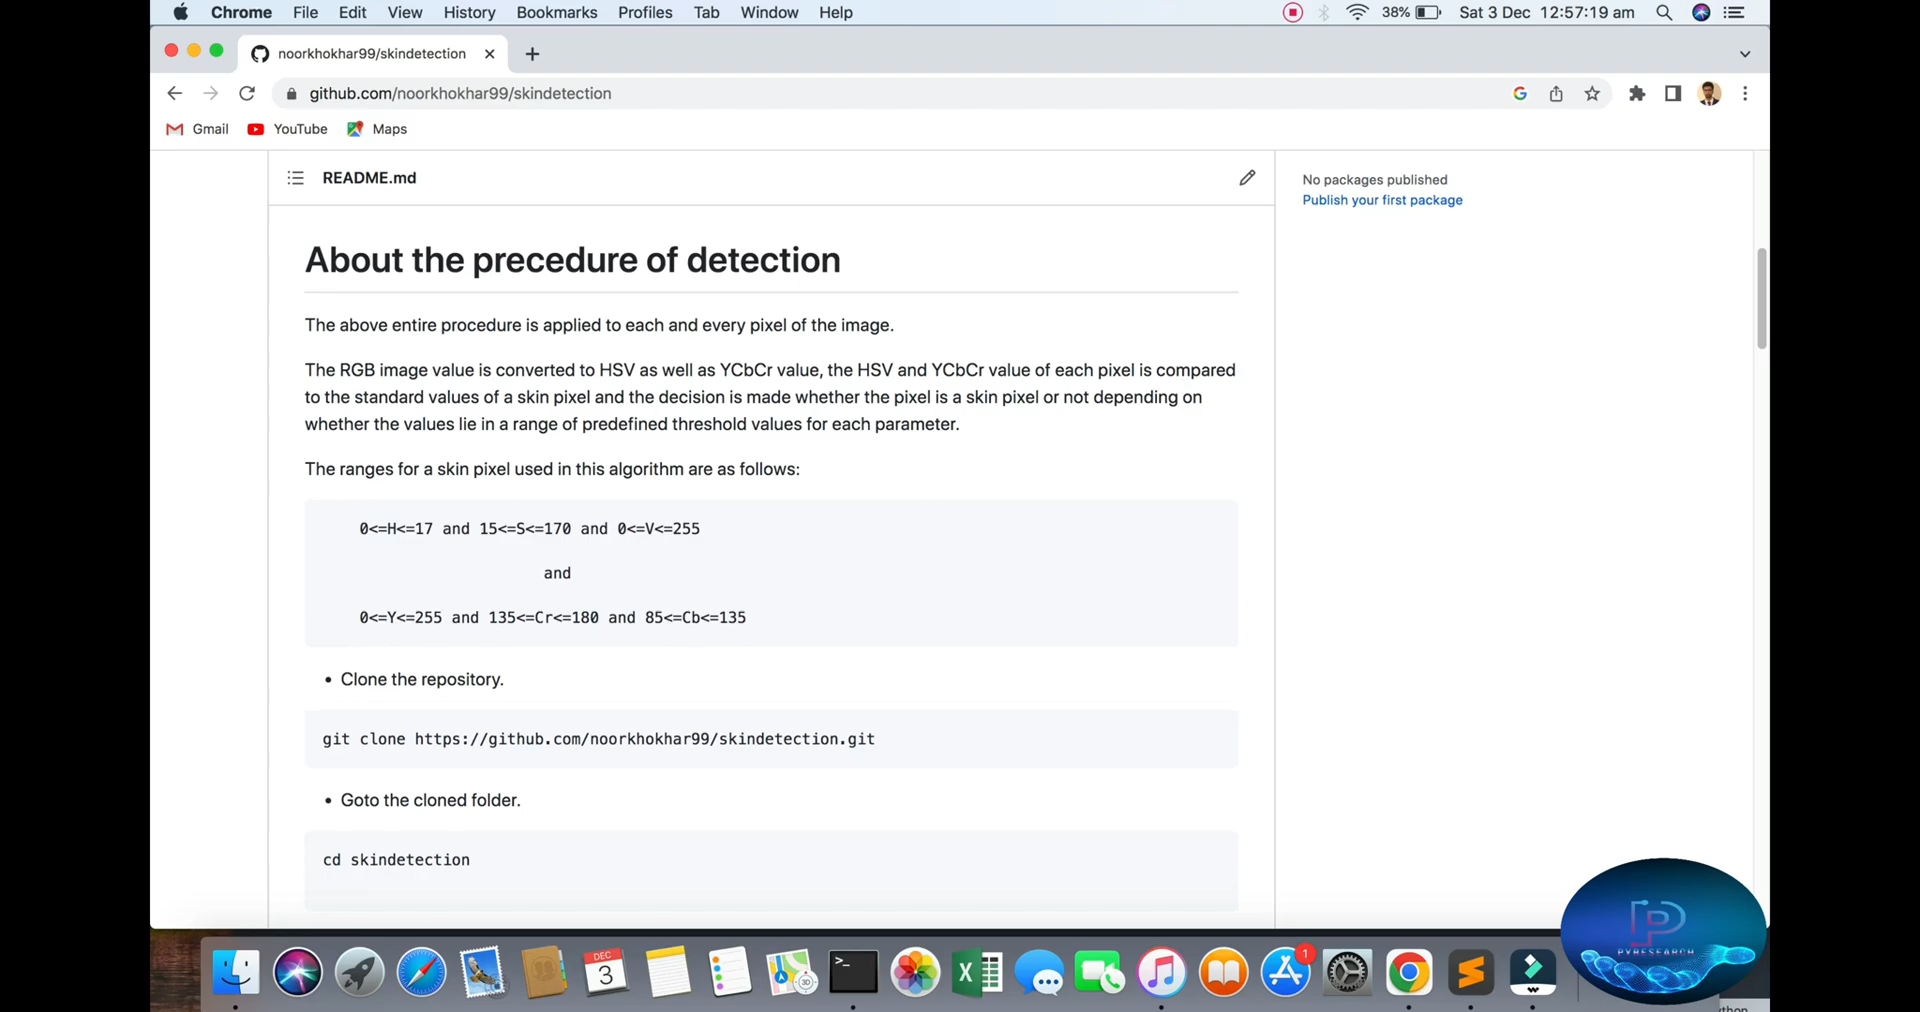 Chrome File Edit View History Bookmarks Profiles Tab Window Help 38% Sat 3 Dec 12:57:19 am
noorkhokhar99/skindetection
github.com/noorkhokhar99/skindetection
Gmail YouTube Maps
README.md
No packages published
Publish your first package
About the precedure of detection
The above entire procedure is applied to each and every pixel of the image.
The RGB image value is converted to HSV as well as YCbCr value, the HSV and YCbCr value of each pixel is compared
to the standard values of a skin pixel and the decision is made whether the pixel is a skin pixel or not depending on
whether the values lie in a range of predefined threshold values for each parameter.
The ranges for a skin pixel used in this algorithm are as follows:
0<=H<=17 and 15<=S<=170 and 0<=V<=255
and
0<=Y<=255 and 135<=Cr<=180 and 85<=Cb<=135
• Clone the repository.
git clone https://github.com/noorkhokhar99/skindetection.git
• Goto the cloned folder.
cd skindetection
PYRESEARCH
DEC
3
3D
>_
X
1